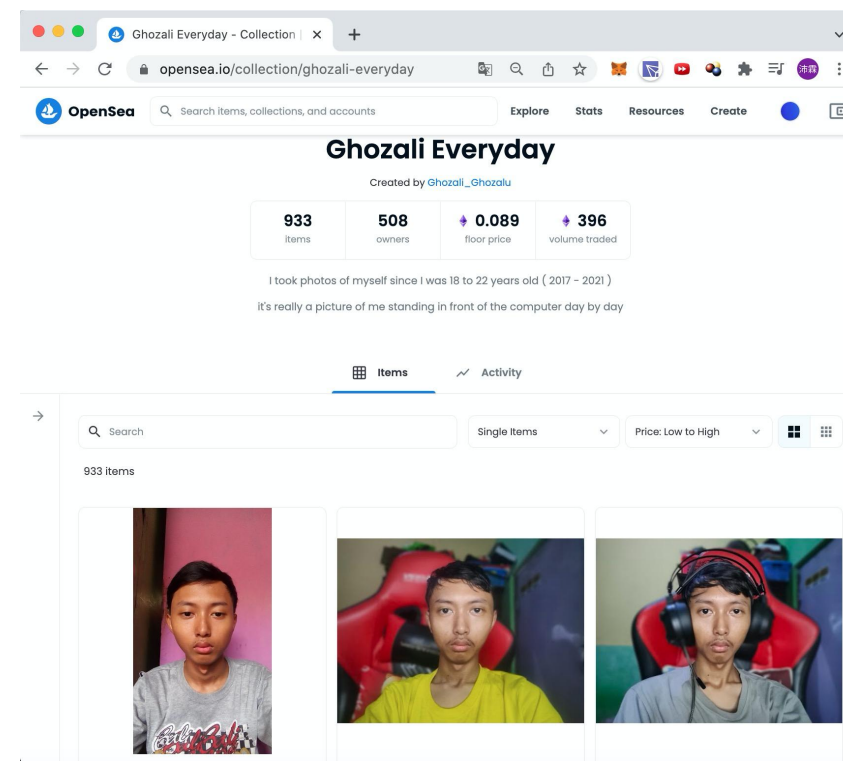 Ghozali Everyday - Collection |
opensea.io/collection/ghozali-everyday
沛霖
OpenSea
Search items, collections, and accounts
Explore
Stats
Resources
Create
Ghozali Everyday
Created by Ghozali_Ghozalu
933
508
0.089
396
items
owners
floor price
volume traded
I took photos of myself since I was 18 to 22 years old ( 2017 - 2021 )
it's really a picture of me standing in front of the computer day by day
Items
Activity
Search
Single Items
Price: Low to High
933 items